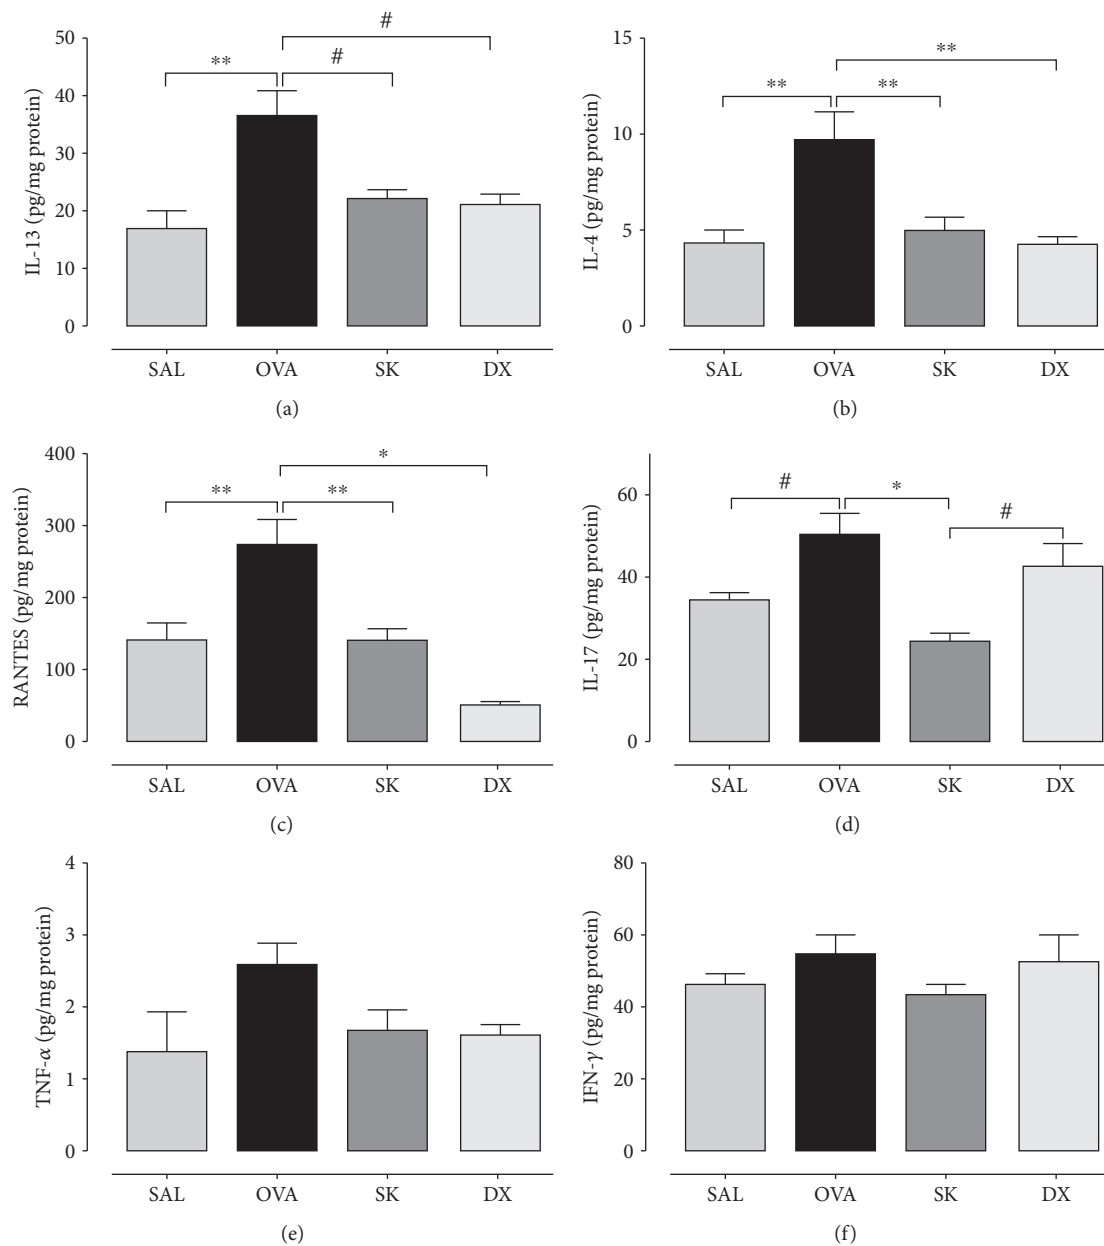 # 
** #
50
40
30
20
10
0
IL-13 (pg/mg protein)
SAL OVA SK DX
(a)
**
** **
15
10
5
0
IL-4 (pg/mg protein)
SAL OVA SK DX
(b)
*
** **
400
300
200
100
0
RANTES (pg/mg protein)
SAL OVA SK DX
(c)
# *
#
60
40
20
0
IL-17 (pg/mg protein)
SAL OVA SK DX
(d)
4
3
2
1
0
TNF-α (pg/mg protein)
SAL OVA SK DX
(e)
80
60
40
20
0
IFN-γ (pg/mg protein)
SAL OVA SK DX
(f)